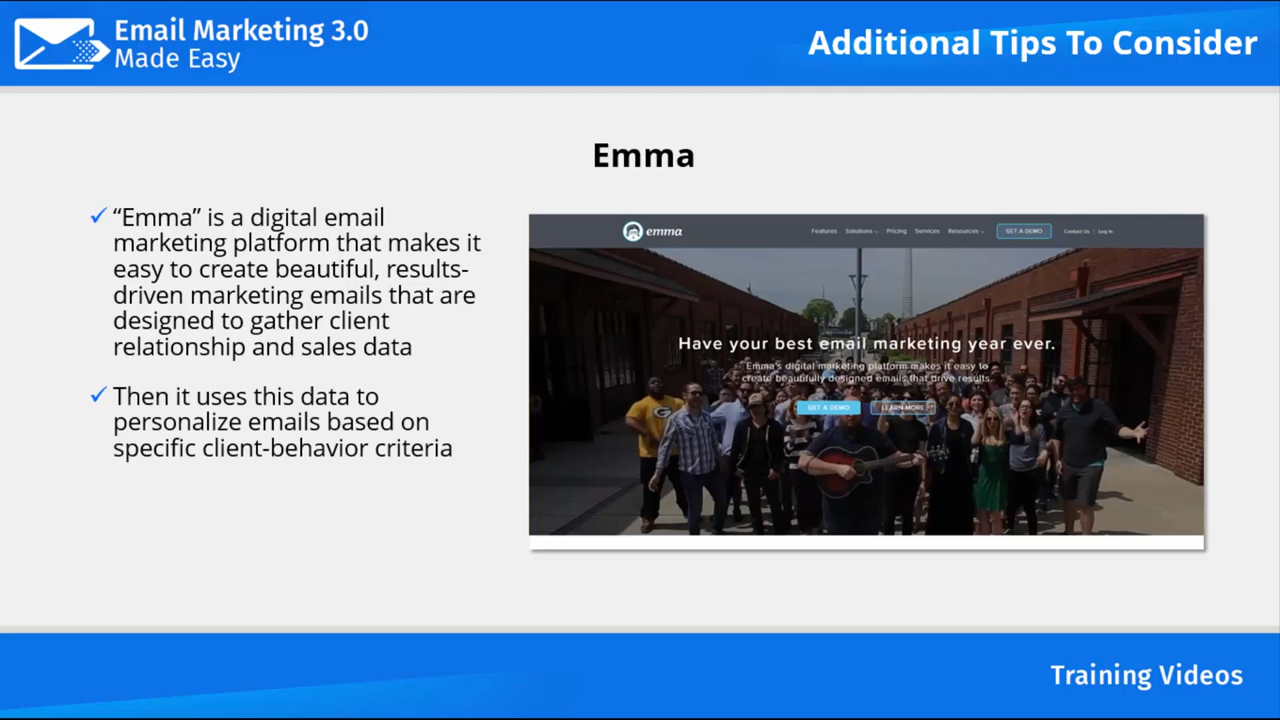 Email Marketing 3.0
Made Easy
Additional Tips To Consider
Emma
“Emma” is a digital email
marketing platform that makes it
easy to create beautiful, results-
driven marketing emails that are
designed to gather client
relationship and sales data
Then it uses this data to
personalize emails based on
specific client-behavior criteria
emma
Features Solutions Pricing Services Resources GET A DEMO Contact Us | Log In
Have your best email marketing year ever.
Emma's digital marketing platform makes it easy to
create beautifully designed emails that drive results.
GET A DEMO LEARN MORE
Training Videos